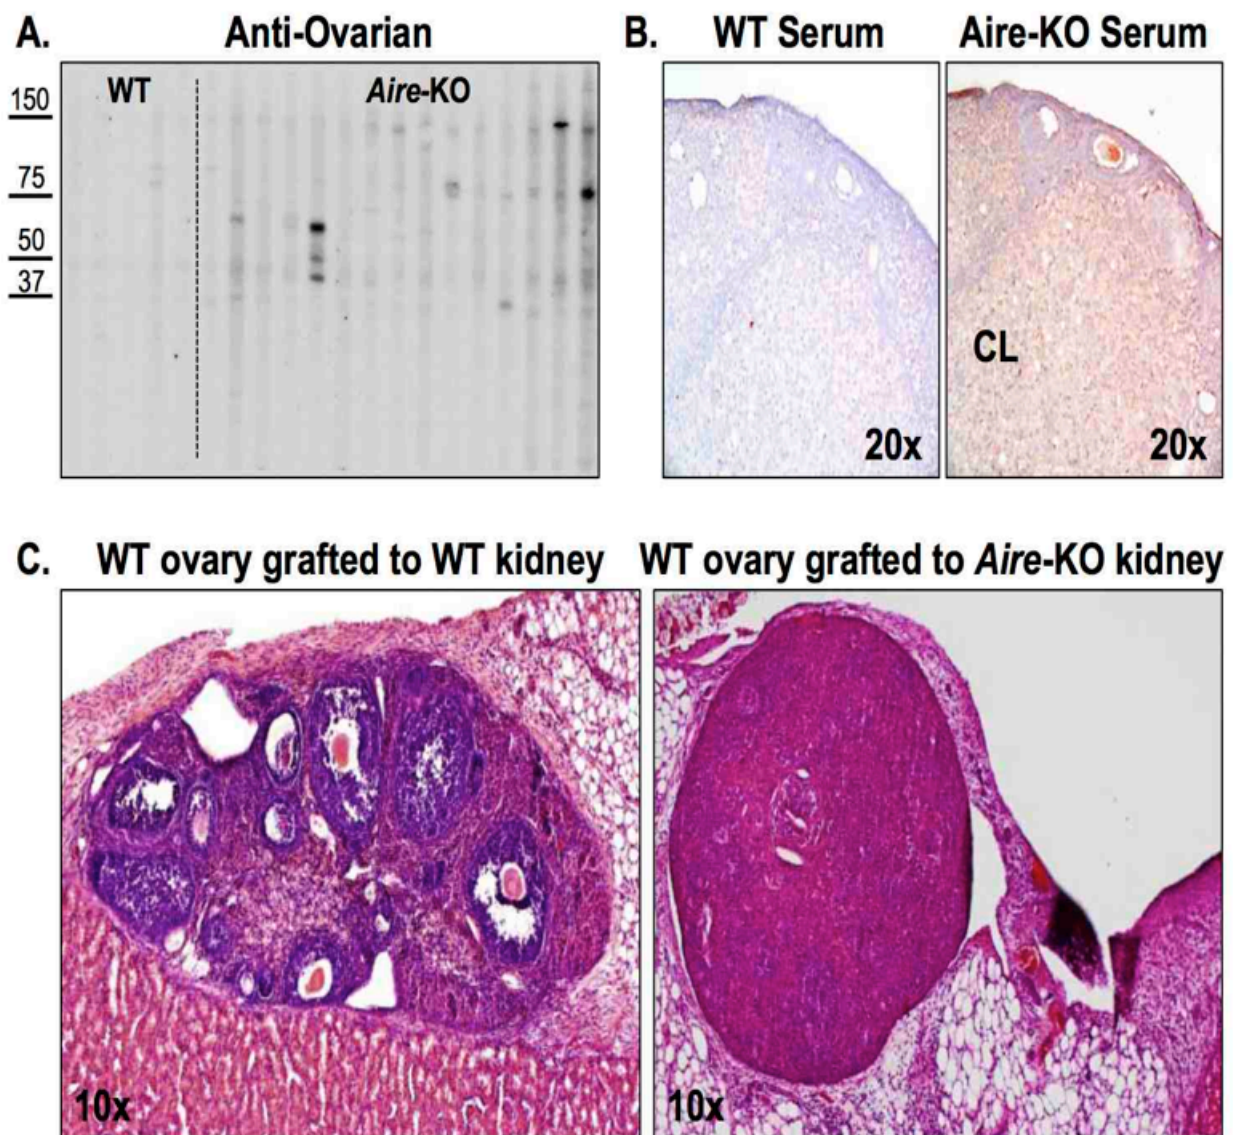 A. Anti-Ovarian
WT Aire-KO
150
75
50
37
B. WT Serum Aire-KO Serum
20x
CL
20x
C. WT ovary grafted to WT kidney WT ovary grafted to Aire-KO kidney
10x
10x